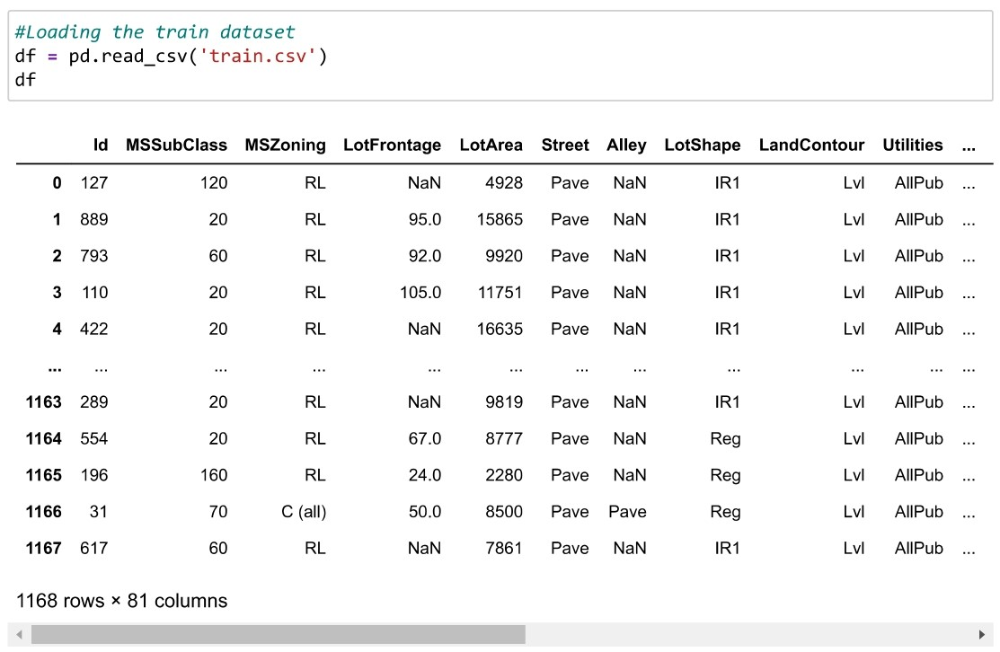 #Loading the train dataset
df = pd.read_csv('train.csv')
df
Id MSSubClass MSZoning LotFrontage LotArea Street Alley LotShape LandContour Utilities ...
0 127 120 RL NaN 4928 Pave NaN IR1 Lvl AllPub ...
1 889 20 RL 95.0 15865 Pave NaN IR1 Lvl AllPub ...
2 793 60 RL 92.0 9920 Pave NaN IR1 Lvl AllPub ...
3 110 20 RL 105.0 11751 Pave NaN IR1 Lvl AllPub ...
4 422 20 RL NaN 16635 Pave NaN IR1 Lvl AllPub ...
... ... ... ... ... ... ... ... ... ... ... ...
1163 289 20 RL NaN 9819 Pave NaN IR1 Lvl AllPub ...
1164 554 20 RL 67.0 8777 Pave NaN Reg Lvl AllPub ...
1165 196 160 RL 24.0 2280 Pave NaN Reg Lvl AllPub ...
1166 31 70 C (all) 50.0 8500 Pave Pave Reg Lvl AllPub ...
1167 617 60 RL NaN 7861 Pave NaN IR1 Lvl AllPub ...
1168 rows × 81 columns